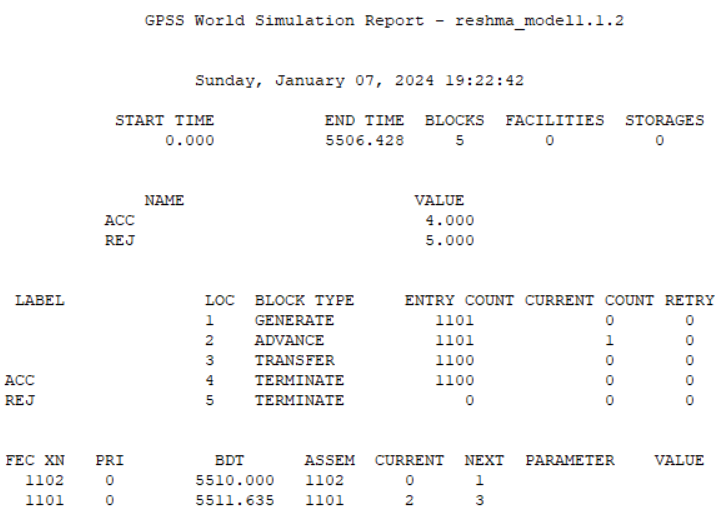 GPSS World Simulation Report - reshma_model1.1.2
Sunday, January 07, 2024 19:22:42
START TIME END TIME BLOCKS FACILITIES STORAGES
0.000 5506.428 5 0 0
NAME VALUE
ACC 4.000
REJ 5.000
LABEL LOC BLOCK TYPE ENTRY COUNT CURRENT COUNT RETRY
1 GENERATE 1101 0 0
2 ADVANCE 1101 1 0
3 TRANSFER 1100 0 0
ACC 4 TERMINATE 1100 0 0
REJ 5 TERMINATE 0 0 0
FEC XN PRI BDT ASSEM CURRENT NEXT PARAMETER VALUE
1102 0 5510.000 1102 0 1
1101 0 5511.635 1101 2 3